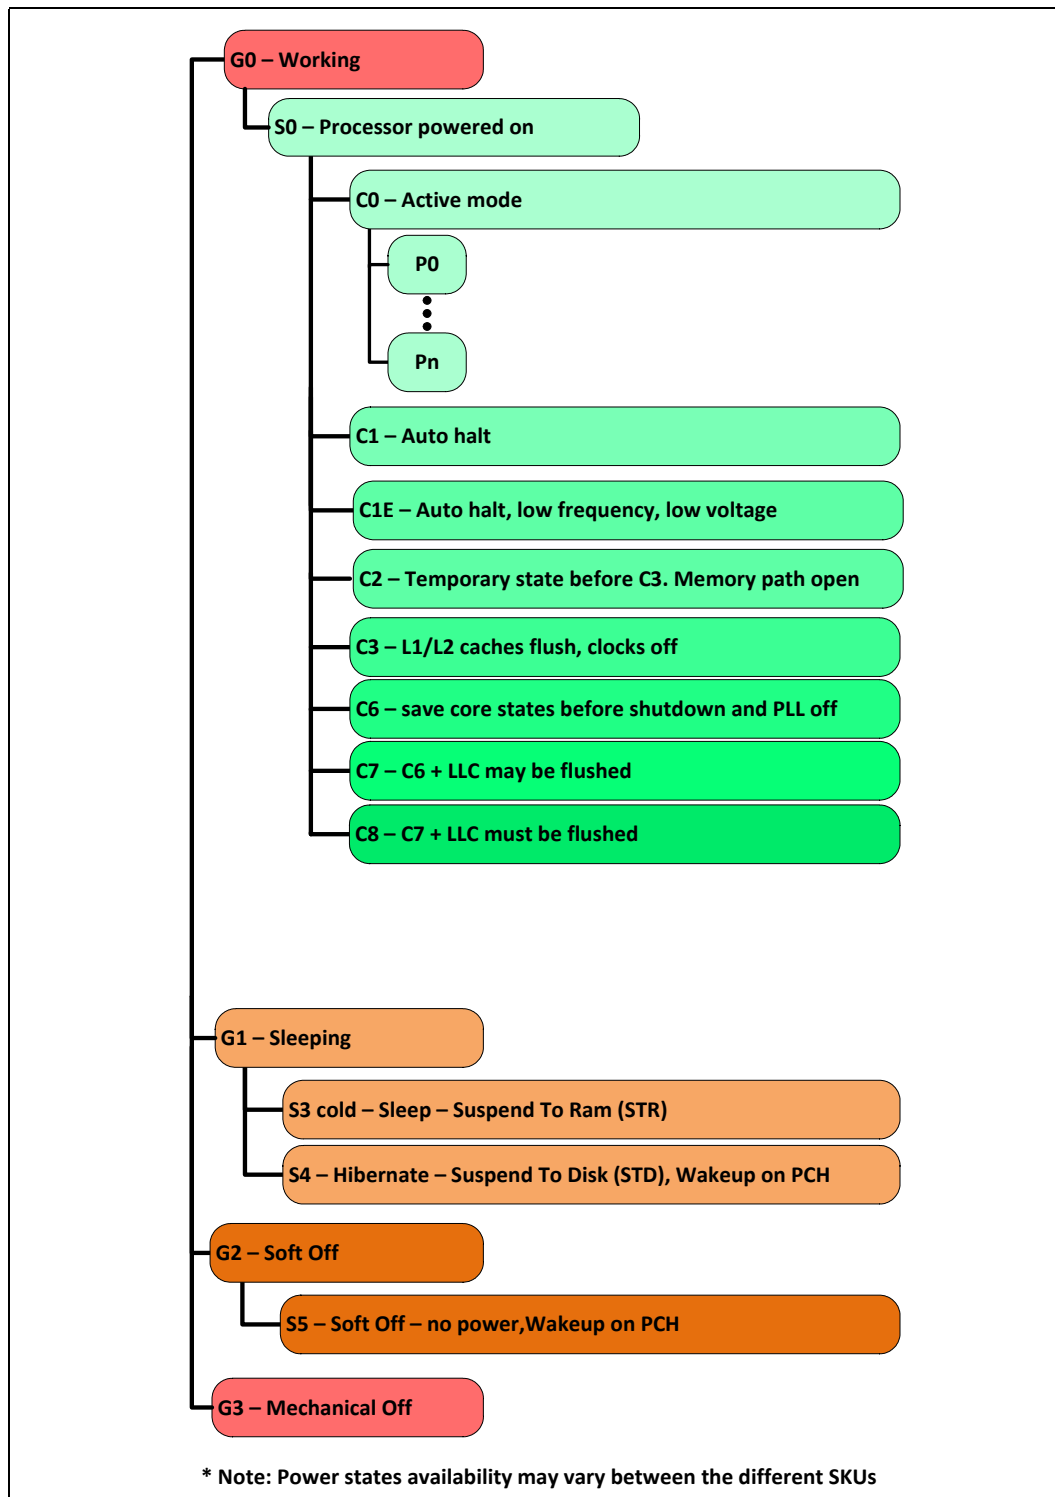 G0 – Working
S0 – Processor powered on
C0 – Active mode
P0
Pn
C1 – Auto halt
C1E – Auto halt, low frequency, low voltage
C2 – Temporary state before C3. Memory path open
C3 – L1/L2 caches flush, clocks off
C6 – save core states before shutdown and PLL off
C7 – C6 + LLC may be flushed
C8 – C7 + LLC must be flushed
G1 – Sleeping
S3 cold – Sleep – Suspend To Ram (STR)
S4 – Hibernate – Suspend To Disk (STD), Wakeup on PCH
G2 – Soft Off
S5 – Soft Off – no power,Wakeup on PCH
G3 – Mechanical Off
* Note: Power states availability may vary between the different SKUs